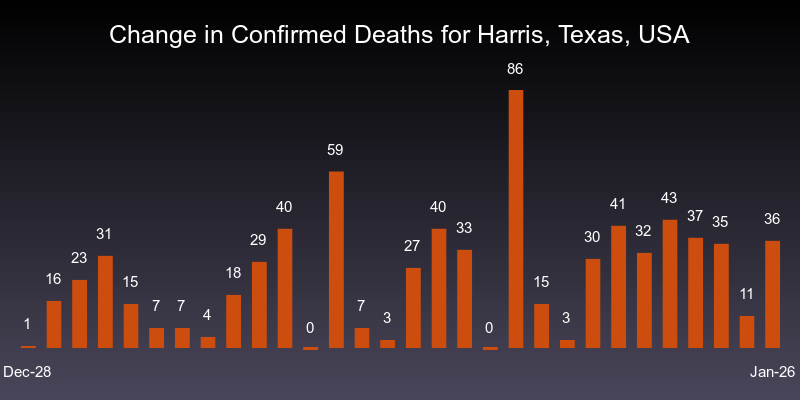 Change in Confirmed Deaths for Harris, Texas, USA
1 16 23 31 15 7 7 4 18 29 40 0 59 7 3 27 40 33 0 86 15 3 30 41 32 43 37 35 11 36
Dec-28 Jan-26